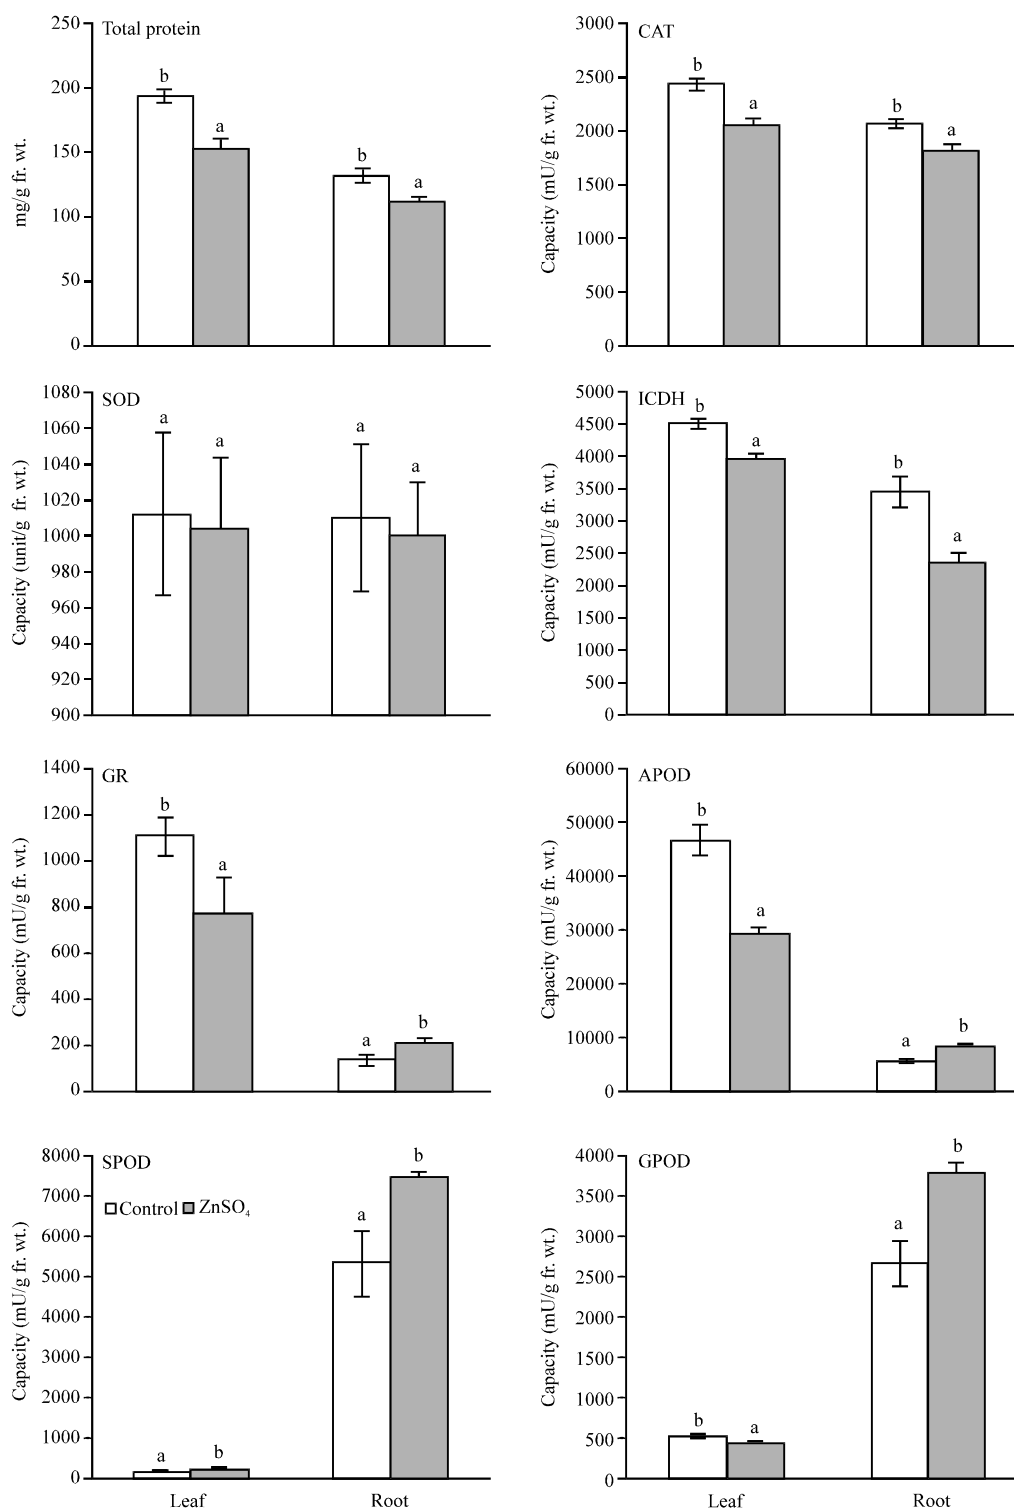 Total protein
mg/g fr. wt.
250
200
150
100
50
0
b
a
b
a
CAT
Capacity (mU/g fr. wt.)
3000
2500
2000
1500
1000
500
0
b
a
b
a
SOD
Capacity (unit/g fr. wt.)
1080
1060
1040
1020
1000
980
960
940
920
900
a
a
a
a
ICDH
Capacity (mU/g fr. wt.)
5000
4500
4000
3500
3000
2500
2000
1500
1000
500
0
b
a
b
a
GR
Capacity (mU/g fr. wt.)
1400
1200
1000
800
600
400
200
0
b
a
a
b
APOD
Capacity (mU/g fr. wt.)
60000
50000
40000
30000
20000
10000
0
b
a
a
b
SPOD
Control ZnSO₄
Capacity (mU/g fr. wt.)
8000
7000
6000
5000
4000
3000
2000
1000
0
a
b
a
b
Leaf Root
GPOD
Capacity (mU/g fr. wt.)
4000
3500
3000
2500
2000
1500
1000
500
0
b
a
a
b
Leaf Root